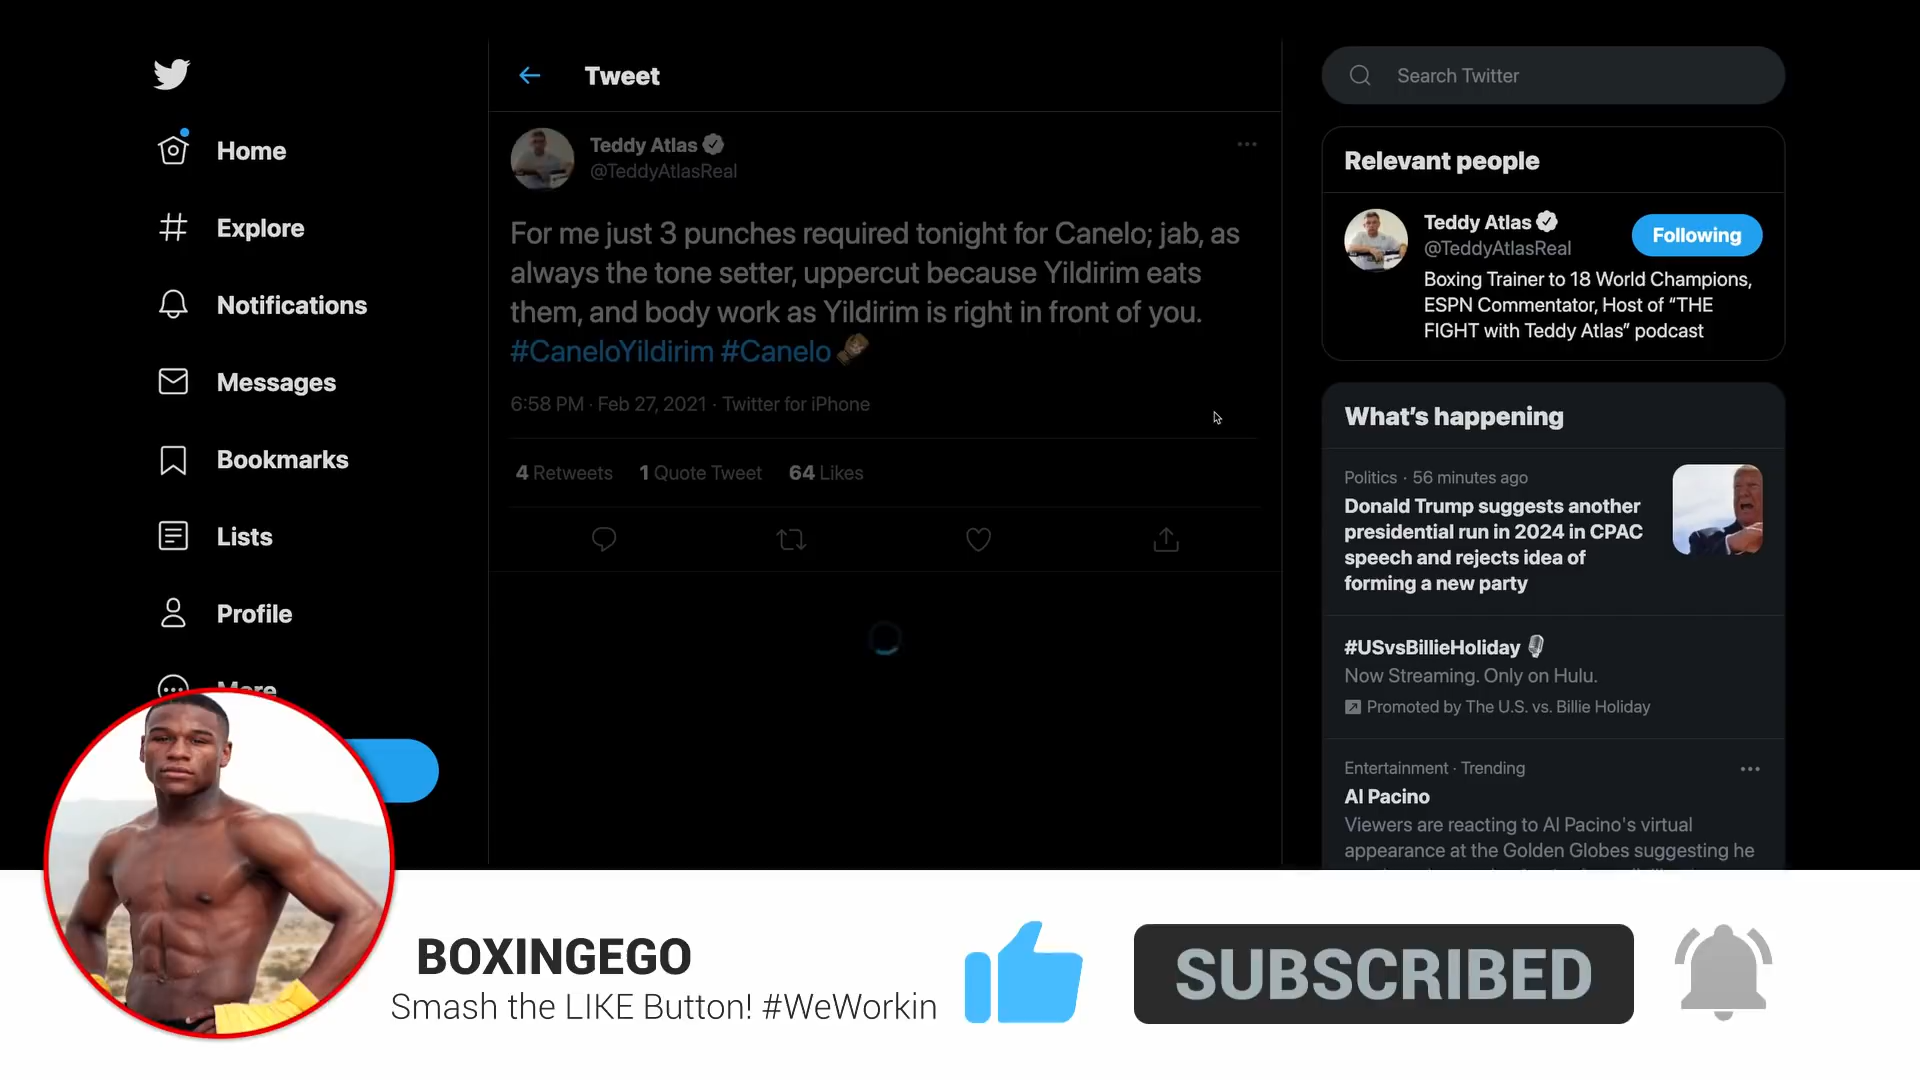 Home
Explore
Notifications
Messages
Bookmarks
Lists
Profile
More
Tweet
Teddy Atlas
@TeddyAtlasReal
For me just 3 punches required tonight for Canelo; jab, as
always the tone setter, uppercut because Yildirim eats
them, and body work as Yildirim is right in front of you.
#CaneloYildirim #Canelo
6:58 PM · Feb 27, 2021 · Twitter for iPhone
4 Retweets 1 Quote Tweet 64 Likes
Search Twitter
Relevant people
Teddy Atlas
@TeddyAtlasReal
Following
Boxing Trainer to 18 World Champions,
ESPN Commentator, Host of “THE
FIGHT with Teddy Atlas” podcast
What’s happening
Politics · 56 minutes ago
Donald Trump suggests another
presidential run in 2024 in CPAC
speech and rejects idea of
forming a new party
#USvsBillieHoliday
Now Streaming. Only on Hulu.
Promoted by The U.S. vs. Billie Holiday
Entertainment · Trending
Al Pacino
Viewers are reacting to Al Pacino's virtual
appearance at the Golden Globes suggesting he
BOXINGEGO
Smash the LIKE Button! #WeWorkin
SUBSCRIBED